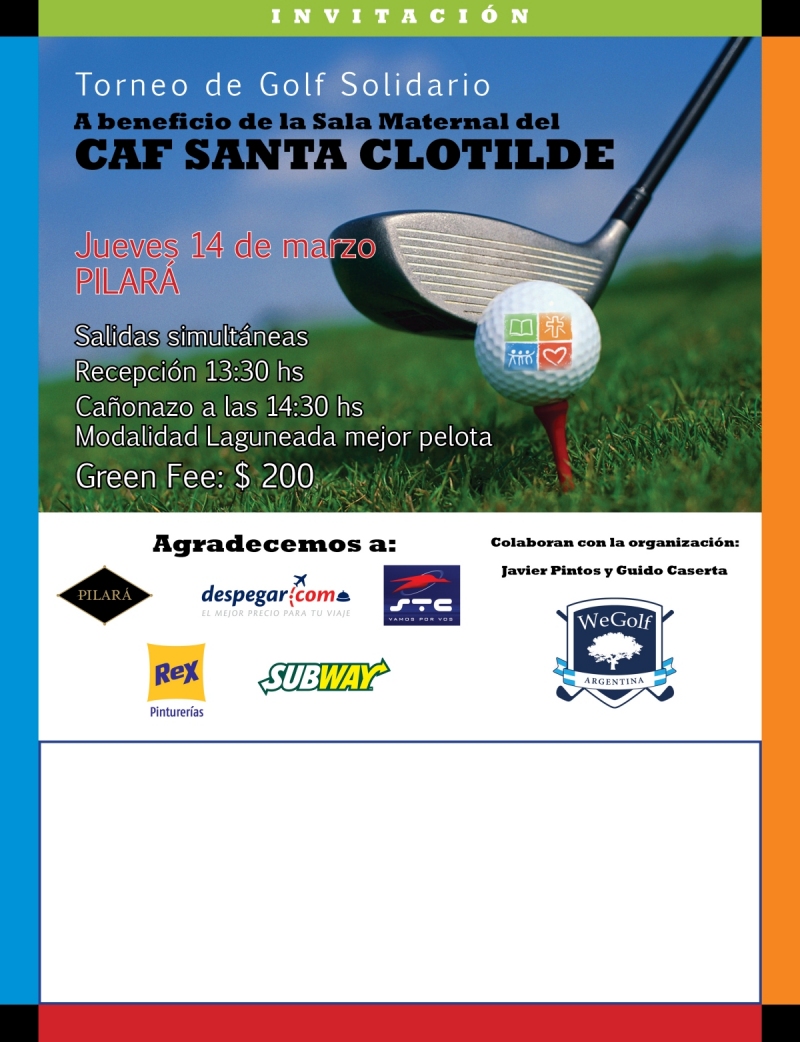 INVITACIÓN
Torneo de Golf Solidario
A beneficio de la Sala Maternal del
CAF SANTA CLOTILDE
Jueves 14 de marzo
PILARÁ
Salidas simultáneas
Recepción 13:30 hs
Cañonazo a las 14:30 hs
Modalidad Laguneada mejor pelota
Green Fee: $ 200
Agradecemos a:
PILARÁ
despegar.com
EL MEJOR PRECIO PARA TU VIAJE
STC
VAMOS POR VOS
Rex
Pinturerías
SUBWAY
Colaboran con la organización:
Javier Pintos y Guido Caserta
WeGolf
ARGENTINA